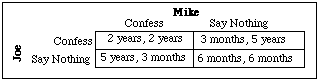 Mike
Confess Say Nothing
Joe
Confess 2 years, 2 years 3 months, 5 years
Say Nothing 5 years, 3 months 6 months, 6 months